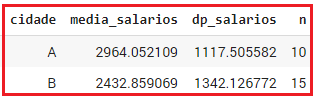 cidade media_salarios dp_salarios n
A 2964.052109 1117.505582 10
B 2432.859069 1342.126772 15